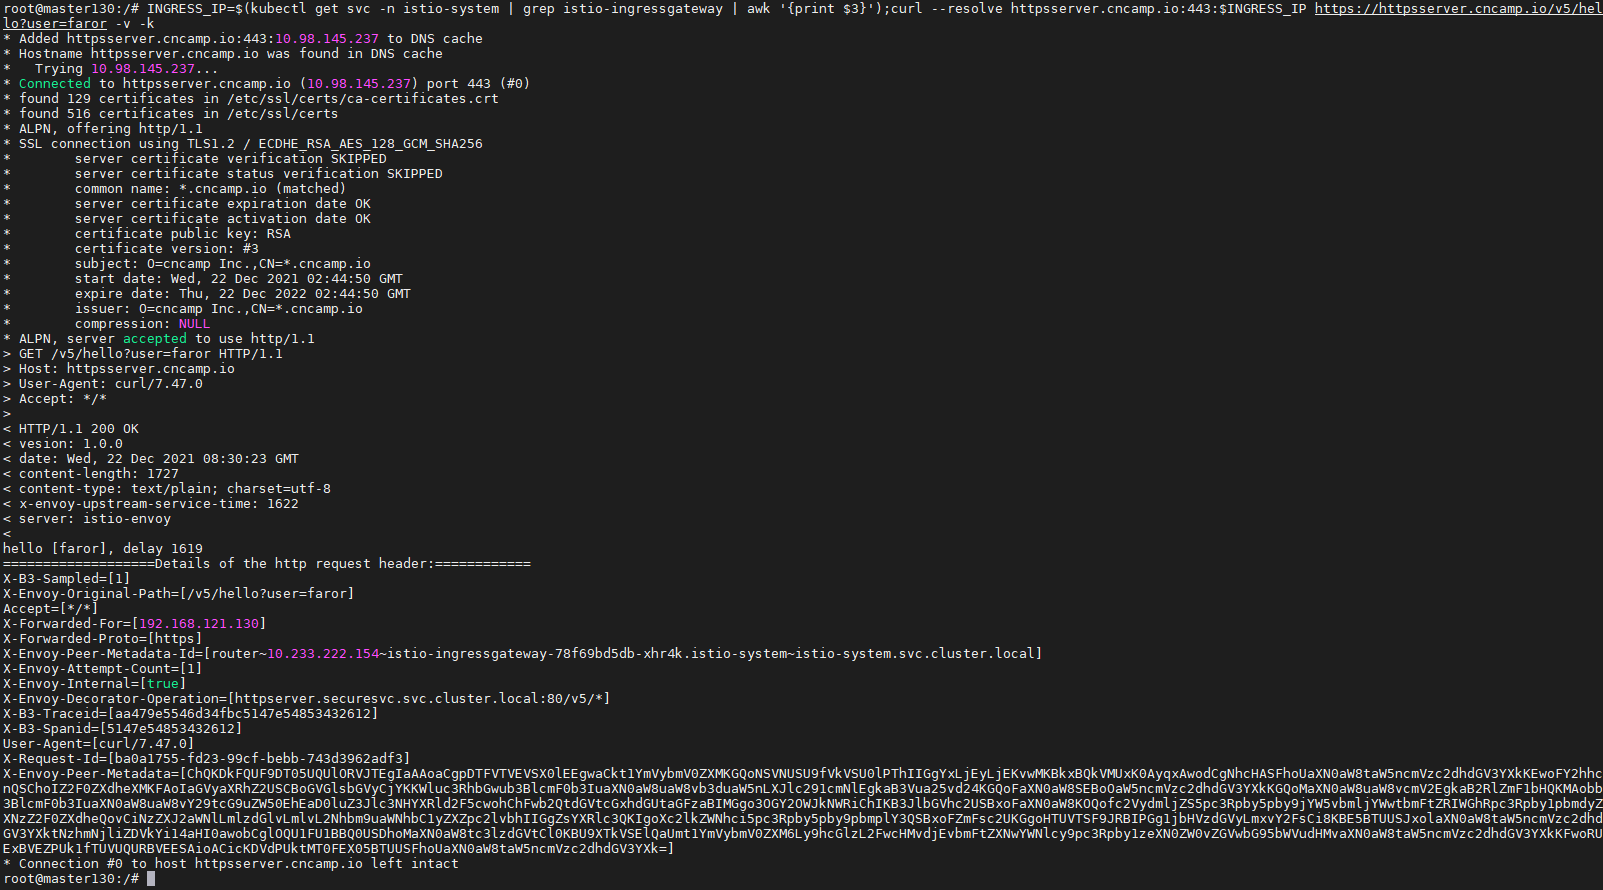 root@master130:/# INGRESS_IP=$(kubectl get svc -n istio-system | grep istio-ingressgateway | awk '{print $3}');curl --resolve httpsserver.cncamp.io:443:$INGRESS_IP https://httpsserver.cncamp.io/v5/hel
lo?user=faror -v -k
* Added httpsserver.cncamp.io:443:10.98.145.237 to DNS cache
* Hostname httpsserver.cncamp.io was found in DNS cache
*   Trying 10.98.145.237...
* Connected to httpsserver.cncamp.io (10.98.145.237) port 443 (#0)
* found 129 certificates in /etc/ssl/certs/ca-certificates.crt
* found 516 certificates in /etc/ssl/certs
* ALPN, offering http/1.1
* SSL connection using TLS1.2 / ECDHE_RSA_AES_128_GCM_SHA256
*        server certificate verification SKIPPED
*        server certificate status verification SKIPPED
*        common name: *.cncamp.io (matched)
*        server certificate expiration date OK
*        server certificate activation date OK
*        certificate public key: RSA
*        certificate version: #3
*        subject: O=cncamp Inc.,CN=*.cncamp.io
*        start date: Wed, 22 Dec 2021 02:44:50 GMT
*        expire date: Thu, 22 Dec 2022 02:44:50 GMT
*        issuer: O=cncamp Inc.,CN=*.cncamp.io
*        compression: NULL
* ALPN, server accepted to use http/1.1
> GET /v5/hello?user=faror HTTP/1.1
> Host: httpsserver.cncamp.io
> User-Agent: curl/7.47.0
> Accept: */*
>
< HTTP/1.1 200 OK
< vesion: 1.0.0
< date: Wed, 22 Dec 2021 08:30:23 GMT
< content-length: 1727
< content-type: text/plain; charset=utf-8
< x-envoy-upstream-service-time: 1622
< server: istio-envoy
<
hello [faror], delay 1619
===================Details of the http request header:============
X-B3-Sampled=[1]
X-Envoy-Original-Path=[/v5/hello?user=faror]
Accept=[*/*]
X-Forwarded-For=[192.168.121.130]
X-Forwarded-Proto=[https]
X-Envoy-Peer-Metadata-Id=[router~10.233.222.154~istio-ingressgateway-78f69bd5db-xhr4k.istio-system~istio-system.svc.cluster.local]
X-Envoy-Attempt-Count=[1]
X-Envoy-Internal=[true]
X-Envoy-Decorator-Operation=[httpserver.securesvc.svc.cluster.local:80/v5/*]
X-B3-Traceid=[aa479e5546d34fbc5147e54853432612]
X-B3-Spanid=[5147e54853432612]
User-Agent=[curl/7.47.0]
X-Request-Id=[ba0a1755-fd23-99cf-bebb-743d3962adf3]
* Connection #0 to host httpsserver.cncamp.io left intact
root@master130:/#